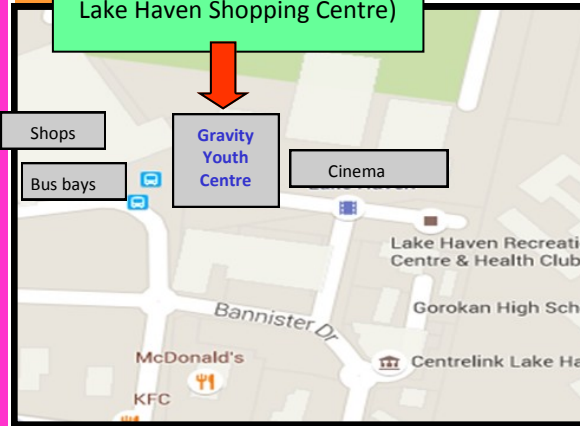 Lake Haven Shopping Centre)
Shops
Gravity
Youth
Centre
Cinema
Bus bays
Lake Haven Recreati
Centre & Health Club
Gorokan High Sch
Bannister Dr
McDonald's
Centrelink Lake Ha
KFC